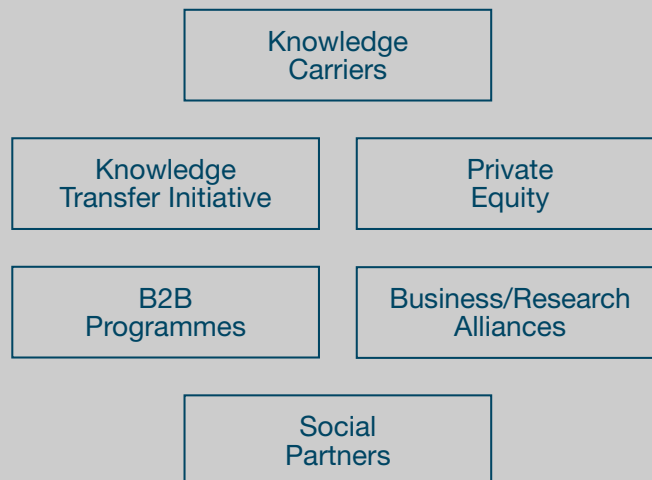 Knowledge
Carriers
Knowledge
Transfer Initiative
Private
Equity
B2B
Programmes
Business/Research
Alliances
Social
Partners